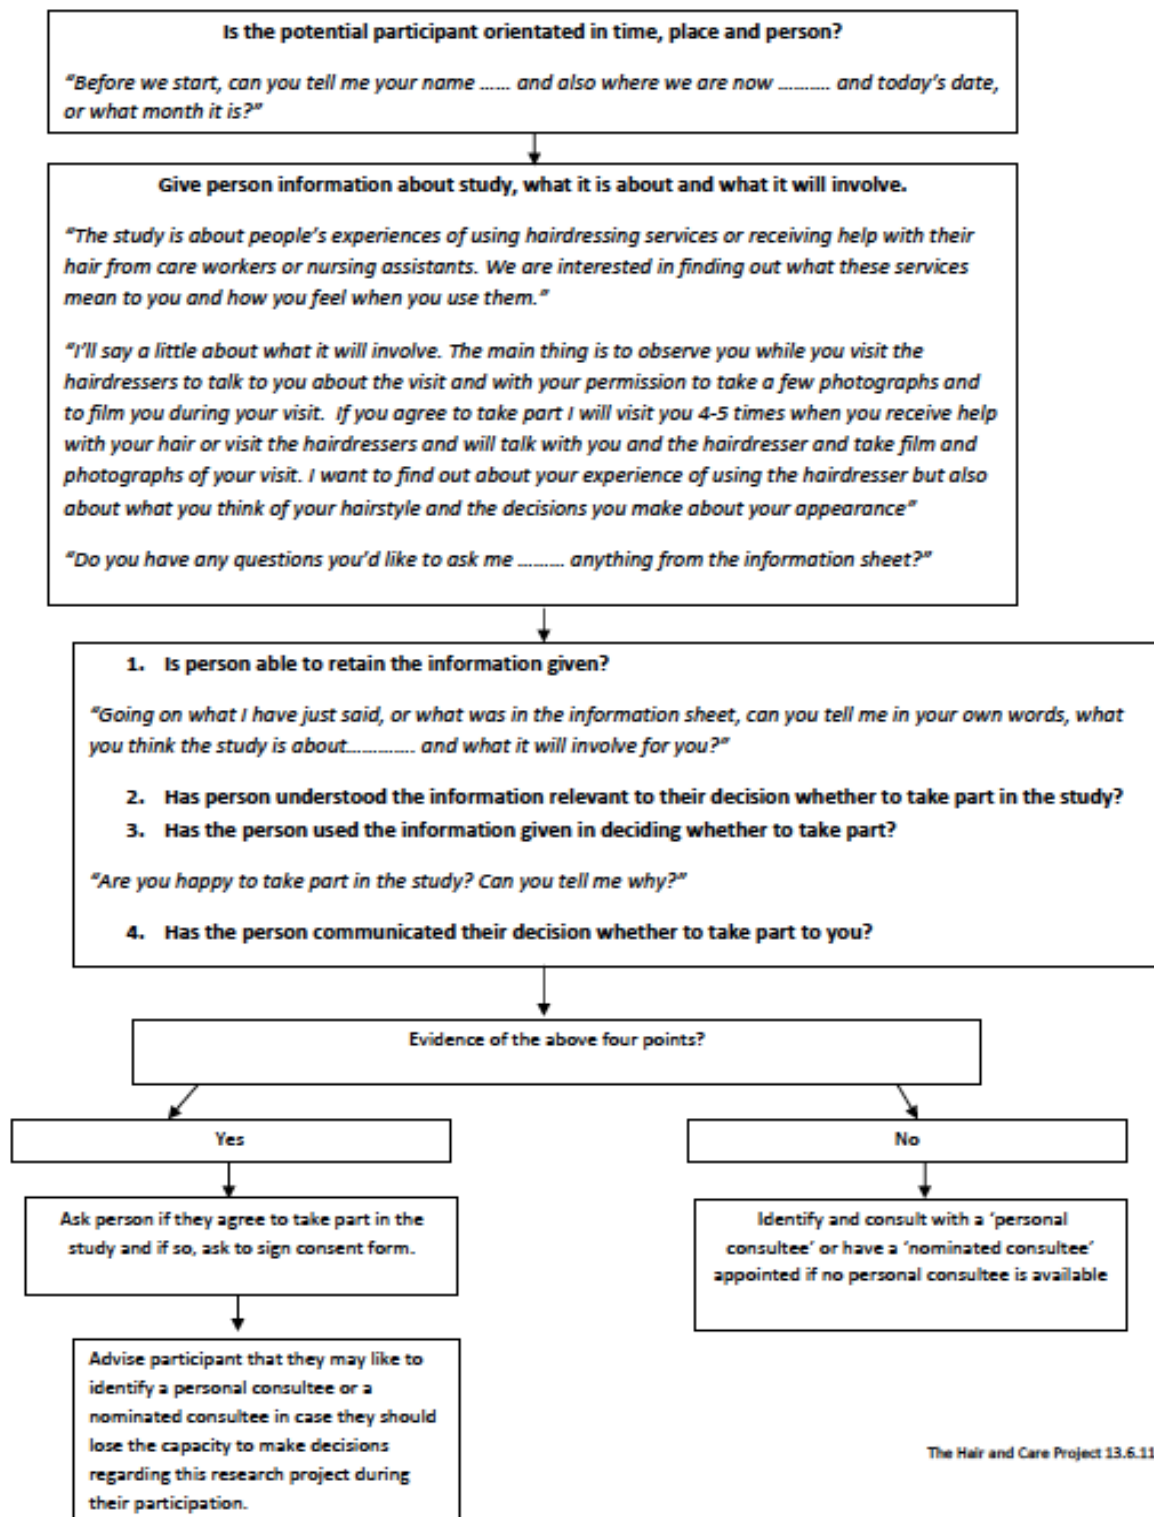 Is the potential participant orientated in time, place and person?
"Before we start, can you tell me your name ...... and also where we are now ........... and today's date,
or what month it is?"
Give person information about study, what it is about and what it will involve.
"The study is about people's experiences of using hairdressing services or receiving help with their
hair from care workers or nursing assistants. We are interested in finding out what these services
mean to you and how you feel when you use them."
"I'll say a little about what it will involve. The main thing is to observe you while you visit the
hairdressers to talk to you about the visit and with your permission to take a few photographs and
to film you during your visit.  If you agree to take part I will visit you 4-5 times when you receive help
with your hair or visit the hairdressers and will talk with you and the hairdresser and take film and
photographs of your visit. I want to find out about your experience of using the hairdresser but also
about what you think of your hairstyle and the decisions you make about your appearance"
"Do you have any questions you'd like to ask me .......... anything from the information sheet?"
1. Is person able to retain the information given?
"Going on what I have just said, or what was in the information sheet, can you tell me in your own words, what
you think the study is about.............. and what it will involve for you?"
2. Has person understood the information relevant to their decision whether to take part in the study?
3. Has the person used the information given in deciding whether to take part?
"Are you happy to take part in the study? Can you tell me why?"
4. Has the person communicated their decision whether to take part to you?
Evidence of the above four points?
Yes
No
Ask person if they agree to take part in the
study and if so, ask to sign consent form.
Identify and consult with a 'personal
consultee' or have a 'nominated consultee'
appointed if no personal consultee is available
Advise participant that they may like to
identify a personal consultee or a
nominated consultee in case they should
lose the capacity to make decisions
regarding this research project during
their participation.
The Hair and Care Project 13.6.11